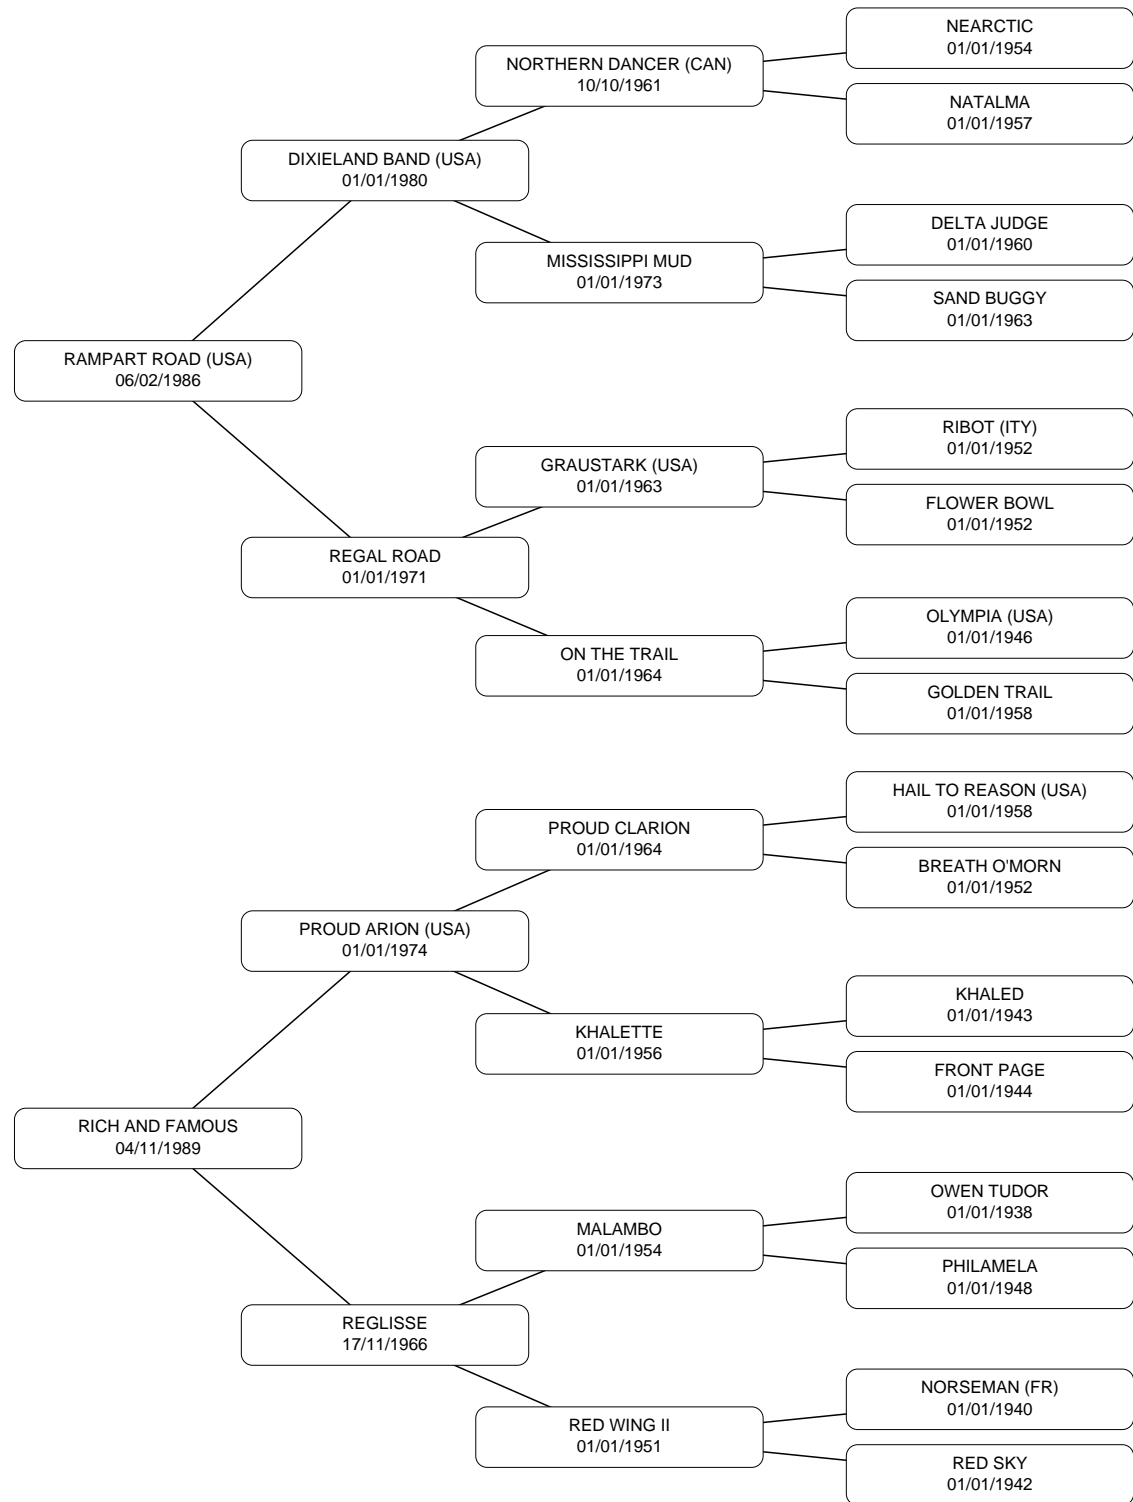 NEARCTIC
01/01/1954
NORTHERN DANCER (CAN)
10/10/1961
NATALMA
01/01/1957
DIXIELAND BAND (USA)
01/01/1980
DELTA JUDGE
01/01/1960
MISSISSIPPI MUD
01/01/1973
SAND BUGGY
01/01/1963
RAMPART ROAD (USA)
06/02/1986
RIBOT (ITY)
01/01/1952
GRAUSTARK (USA)
01/01/1963
FLOWER BOWL
01/01/1952
REGAL ROAD
01/01/1971
OLYMPIA (USA)
01/01/1946
ON THE TRAIL
01/01/1964
GOLDEN TRAIL
01/01/1958
HAIL TO REASON (USA)
01/01/1958
PROUD CLARION
01/01/1964
BREATH O'MORN
01/01/1952
PROUD ARION (USA)
01/01/1974
KHALED
01/01/1943
KHALETTE
01/01/1956
FRONT PAGE
01/01/1944
RICH AND FAMOUS
04/11/1989
OWEN TUDOR
01/01/1938
MALAMBO
01/01/1954
PHILAMELA
01/01/1948
REGLISSE
17/11/1966
NORSEMAN (FR)
01/01/1940
RED WING II
01/01/1951
RED SKY
01/01/1942